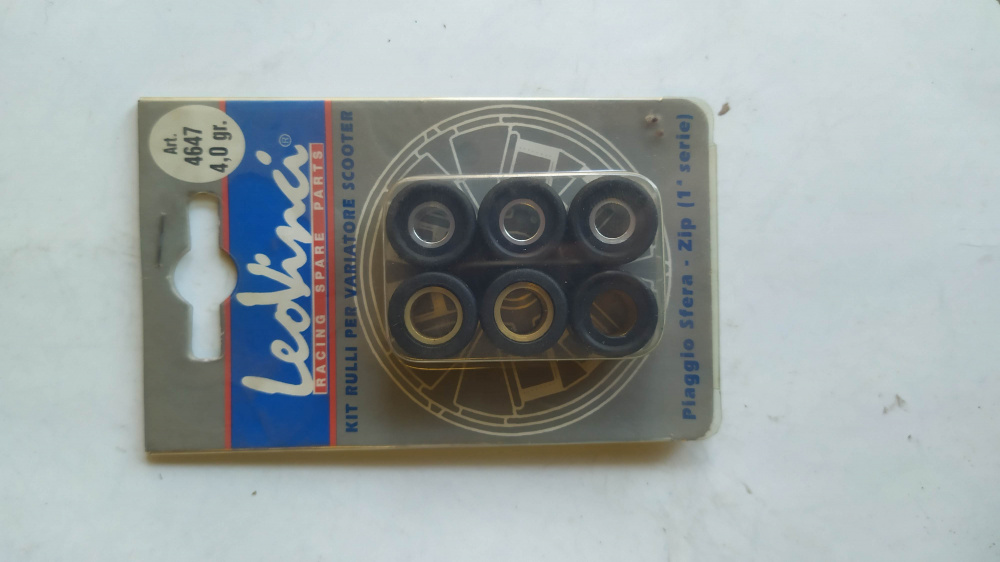 Art.
4647
4,0 gr.
Leovinci®
RACING SPARE PARTS
KIT RULLI PER VARIATORE SCOOTER
Piaggio Sfera - Zip (1ª serie)